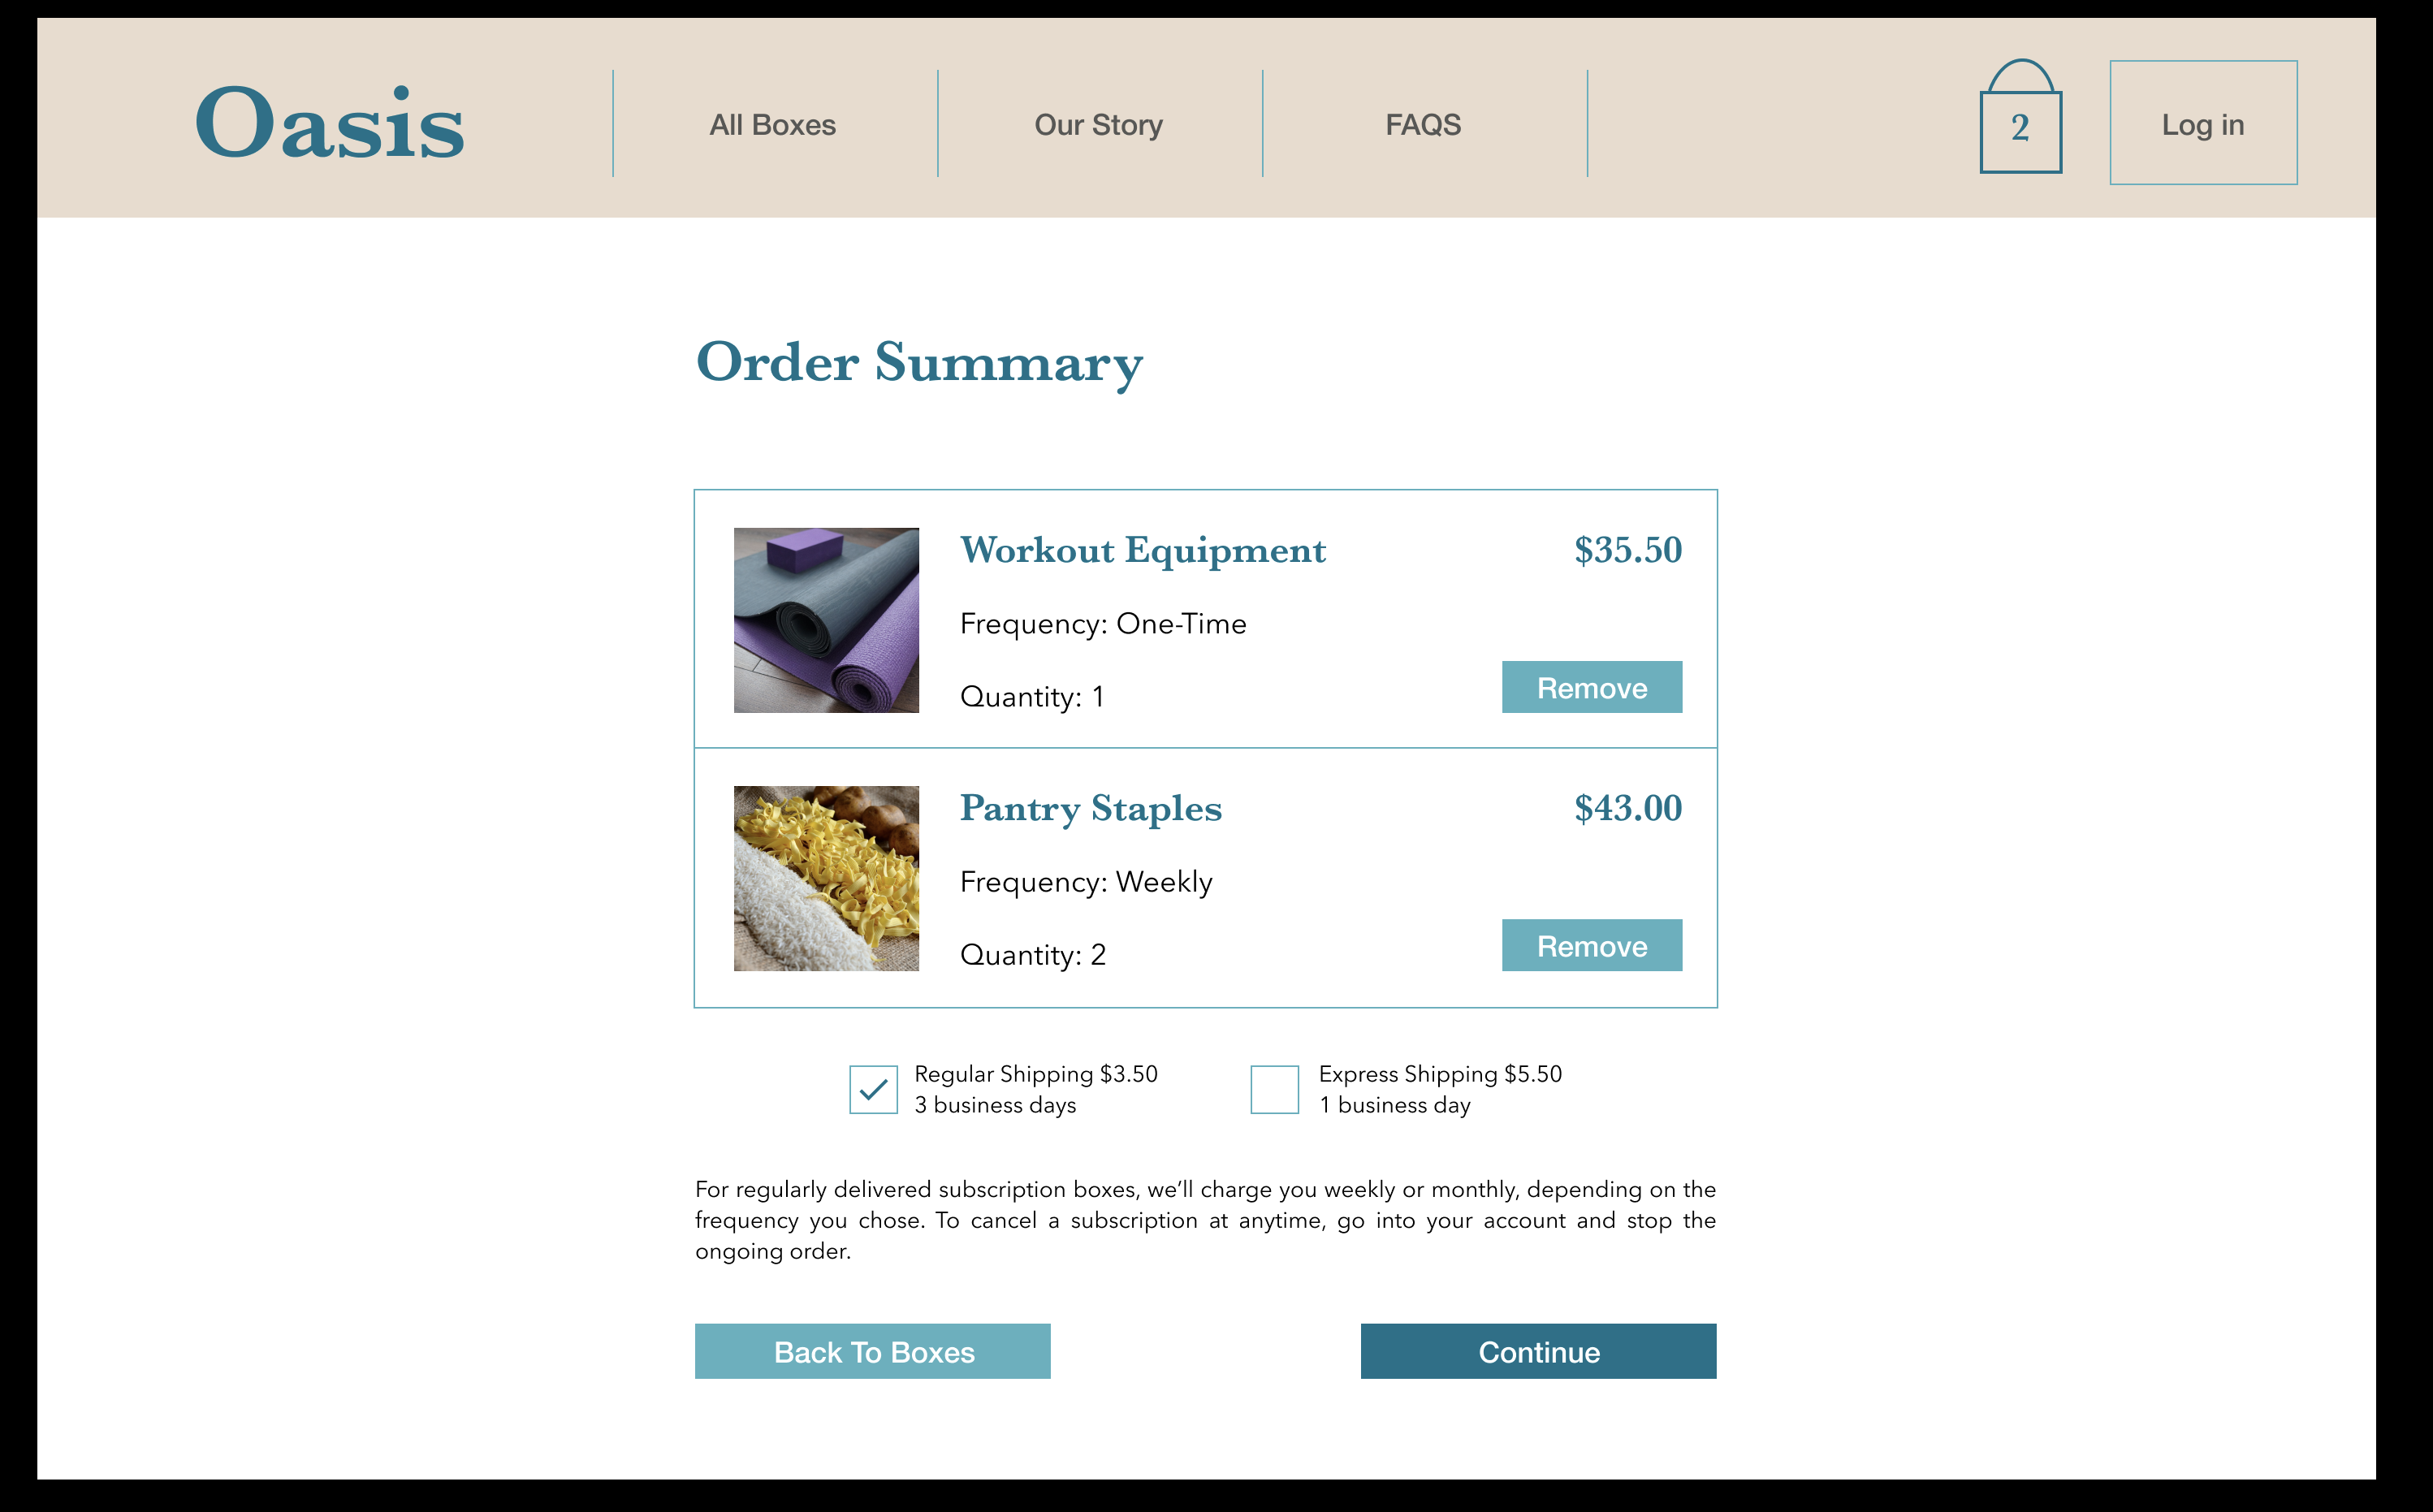 Oasis
All Boxes
Our Story
FAQS
2
Log in
Order Summary
Workout Equipment
$35.50
Frequency: One-Time
Quantity: 1
Remove
Pantry Staples
$43.00
Frequency: Weekly
Quantity: 2
Remove
Regular Shipping $3.50
3 business days
Express Shipping $5.50
1 business day
For regularly delivered subscription boxes, we’ll charge you weekly or monthly, depending on the
frequency you chose. To cancel a subscription at anytime, go into your account and stop the
ongoing order.
Back To Boxes
Continue